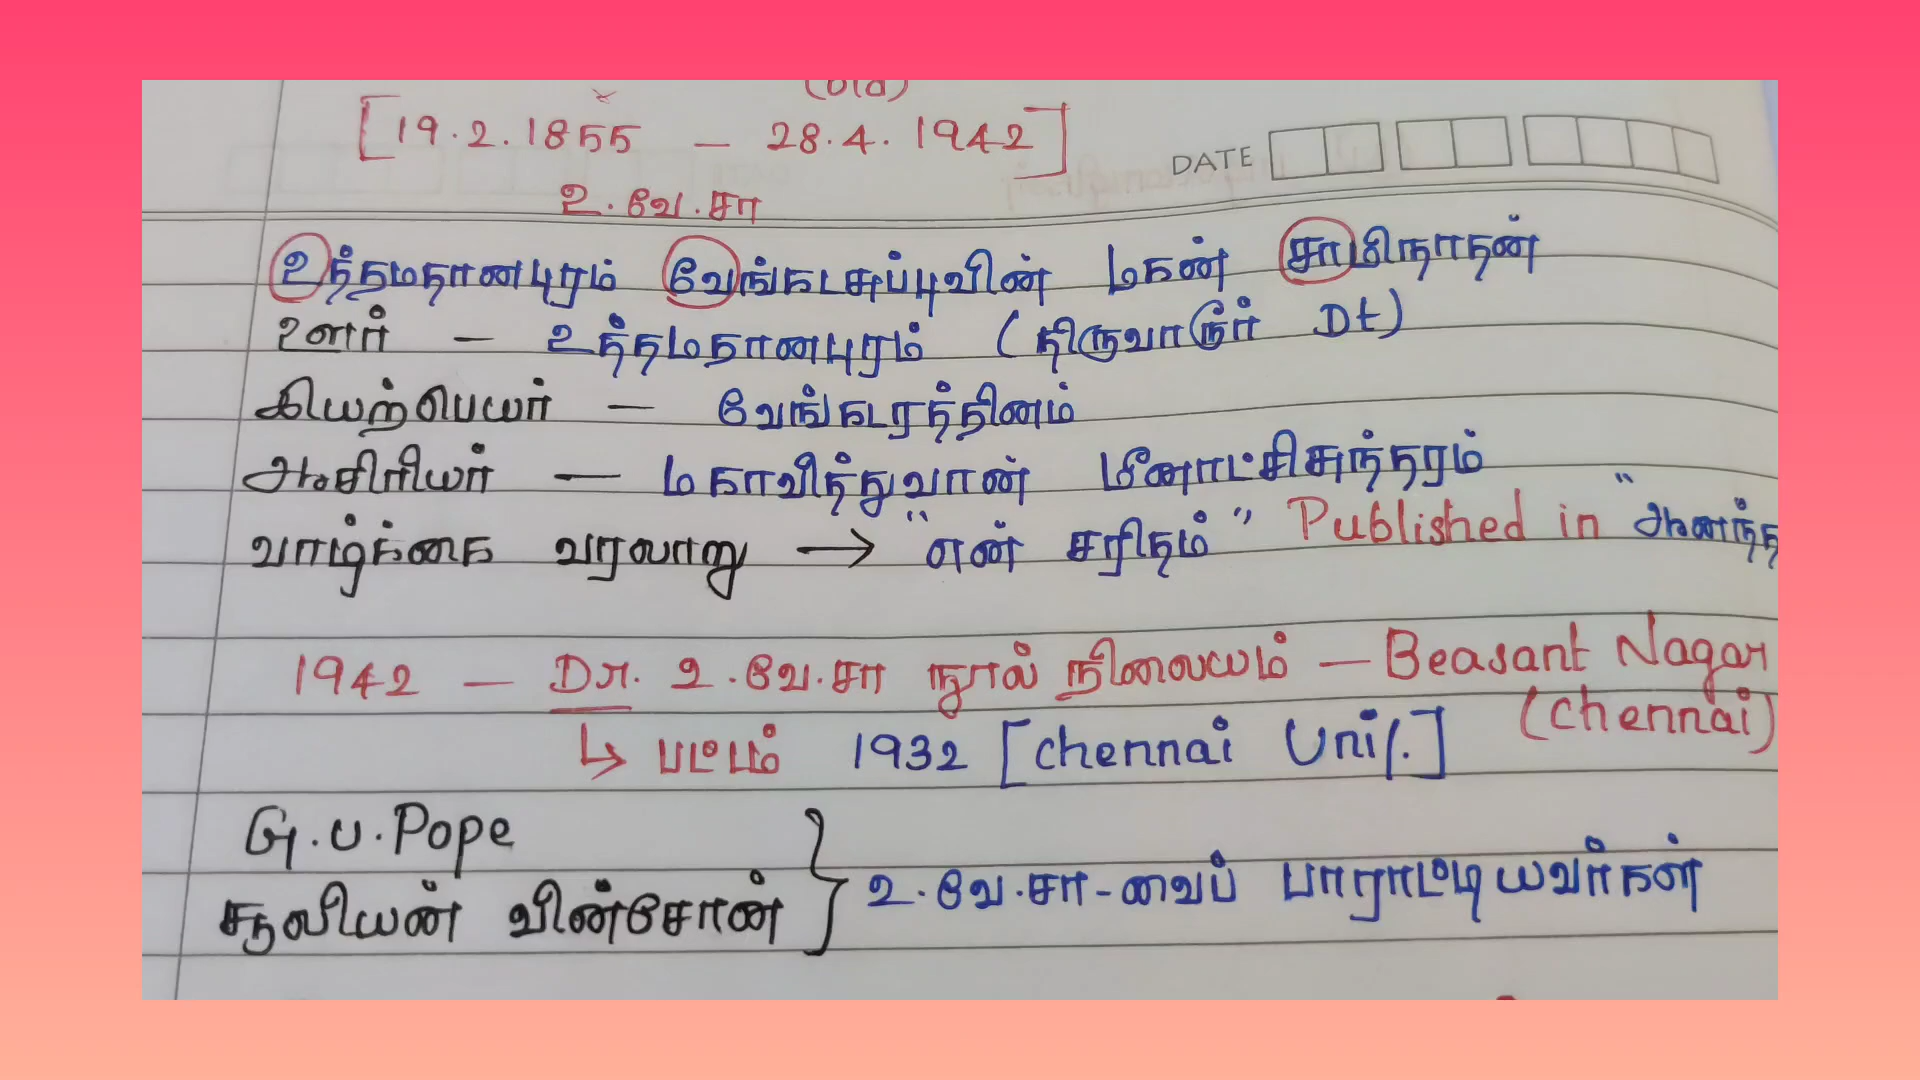 (old)
[19.2.1855 – 28.4.1942]
DATE
உ.வே.சா
உத்தமதானபுரம் வேங்கடசுப்புவின் மகன் சாமிநாதன்
ஊர் – உத்தமதானபுரம் (திருவாரூர் Dt)
இயற்பெயர் – வேங்கடரத்தினம்
ஆசிரியர் – மகாவித்துவான் மீனாட்சிசுந்தரம்
வாழ்க்கை வரலாறு → "என் சரிதம்" Published in "ஆனந்த
1942 – Dr. உ.வே.சா நூல் நிலையம் – Beasant Nagar
(chennai)
↳ பட்டம் 1932 [chennai Uni/.]
G.U.Pope
சூலியன் வின்சோன் } உ.வே.சா-வைப் பாராட்டியவர்கள்